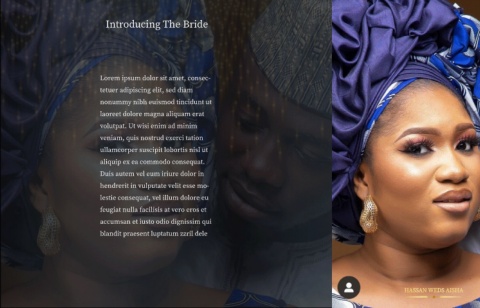 Introducing The Bride
Lorem ipsum dolor sit amet, consec-
tetuer adipiscing elit, sed diam
nonummy nibh euismod tincidunt ut
laoreet dolore magna aliquam erat
volutpat. Ut wisi enim ad minim
veniam, quis nostrud exerci tation
ullamcorper suscipit lobortis nisl ut
aliquip ex ea commodo consequat.
Duis autem vel eum iriure dolor in
hendrerit in vulputate velit esse mo-
lestie consequat, vel illum dolore eu
feugiat nulla facilisis at vero eros et
accumsan et iusto odio dignissim qui
blandit praesent luptatum zzril dele
HASSAN WEDS AISHA